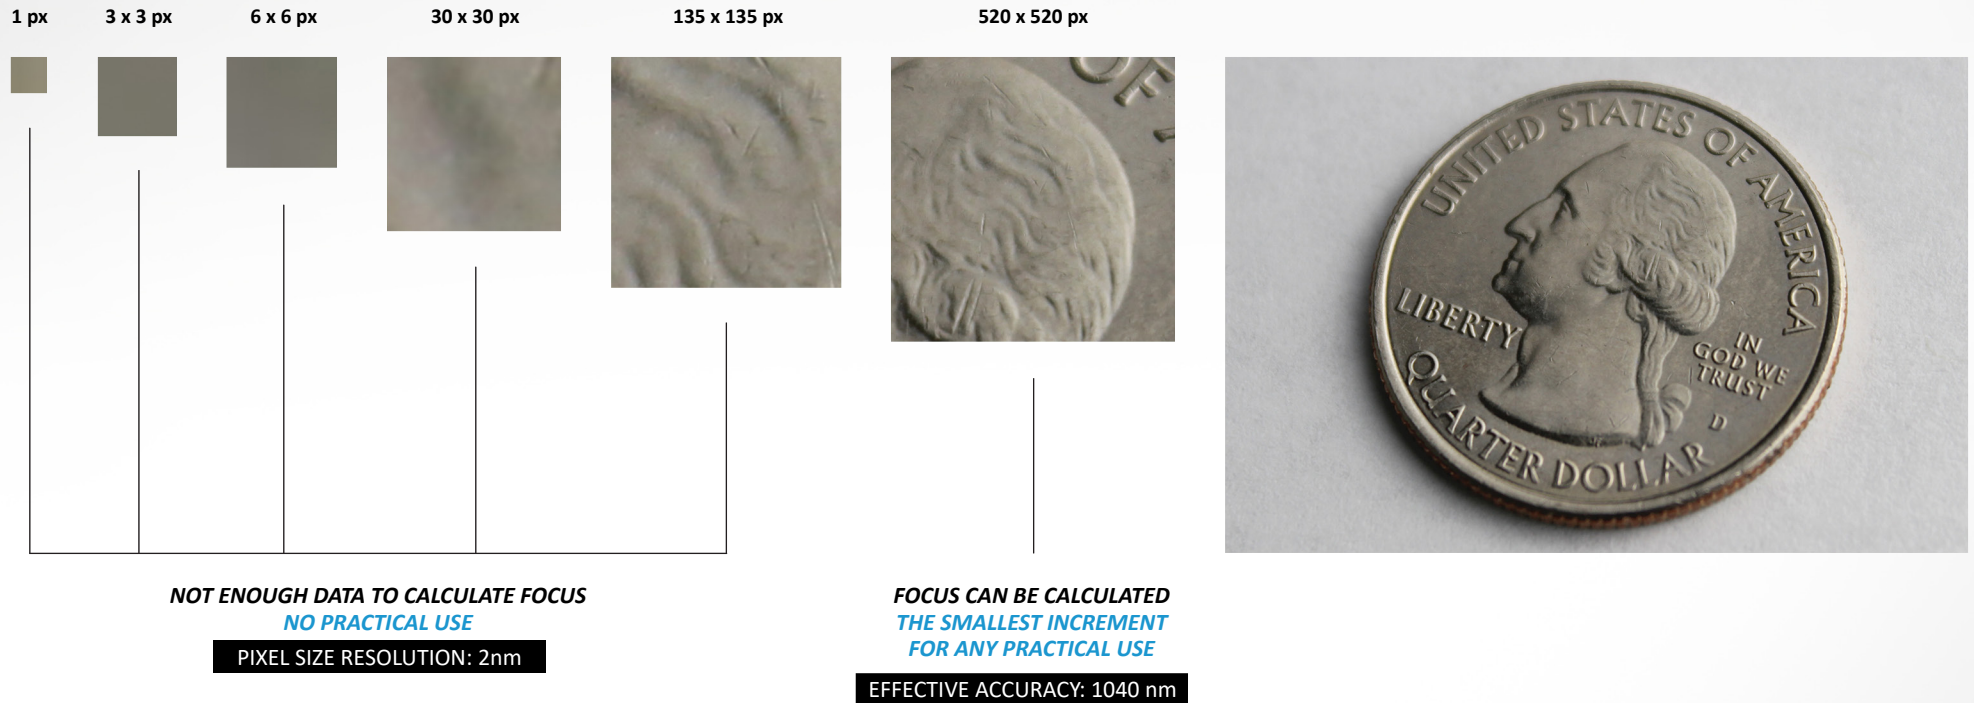 1 px
3 x 3 px
6 x 6 px
30 x 30 px
135 x 135 px
520 x 520 px
OF A
UNITED STATES OF AMERICA
LIBERTY
IN
GOD WE
TRUST
D
QUARTER DOLLAR
NOT ENOUGH DATA TO CALCULATE FOCUS
NO PRACTICAL USE
PIXEL SIZE RESOLUTION: 2nm
FOCUS CAN BE CALCULATED
THE SMALLEST INCREMENT
FOR ANY PRACTICAL USE
EFFECTIVE ACCURACY: 1040 nm